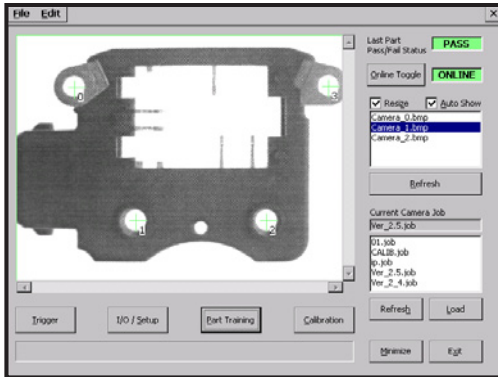 File Edit
X
Last Part
Pass/Fail Status
PASS
Online Toggle
ONLINE
Resize
Auto Show
Camera_0.bmp
Camera_1.bmp
Camera_2.bmp
Refresh
Current Camera Job
Ver_2.5.job
01.job
CALIB.job
ip.job
Ver_2.5.job
Ver_2_4.job
Refresh
Load
Minimize
Exit
0
3
1
2
Trigger
I/O / Setup
Part Training
Calibration